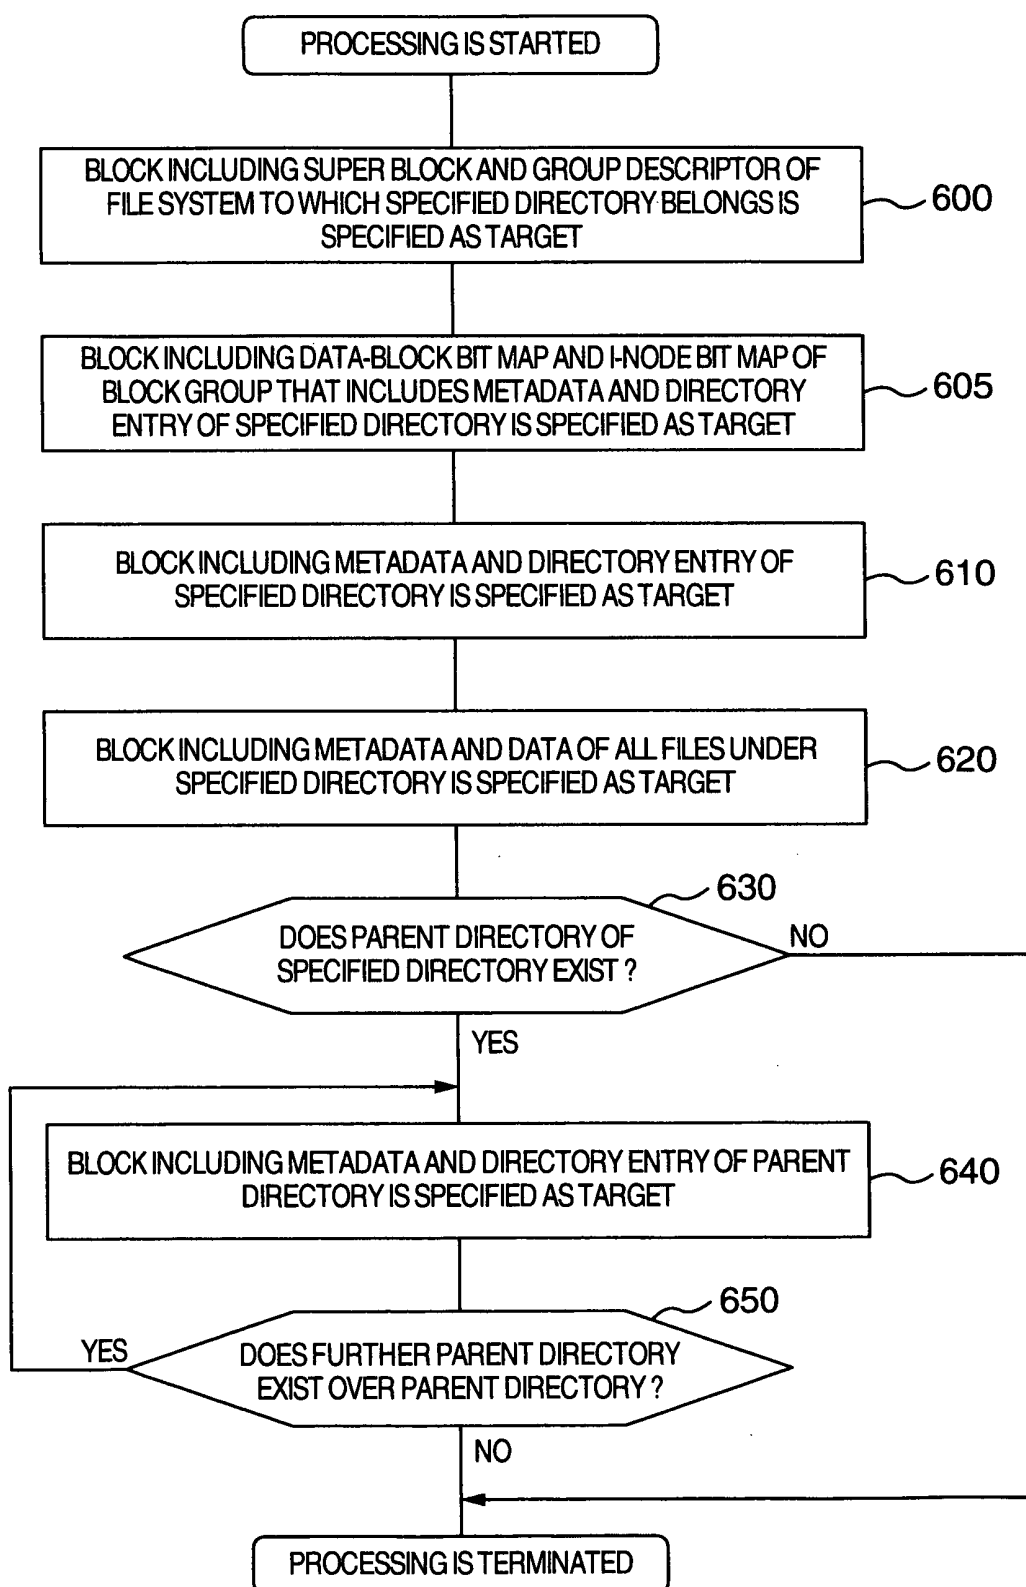 PROCESSING IS STARTED
BLOCK INCLUDING SUPER BLOCK AND GROUP DESCRIPTOR OF
FILE SYSTEM TO WHICH SPECIFIED DIRECTORY BELONGS IS
SPECIFIED AS TARGET
600
BLOCK INCLUDING DATA-BLOCK BIT MAP AND I-NODE BIT MAP OF
BLOCK GROUP THAT INCLUDES METADATA AND DIRECTORY
ENTRY OF SPECIFIED DIRECTORY IS SPECIFIED AS TARGET
605
BLOCK INCLUDING METADATA AND DIRECTORY ENTRY OF
SPECIFIED DIRECTORY IS SPECIFIED AS TARGET
610
BLOCK INCLUDING METADATA AND DATA OF ALL FILES UNDER
SPECIFIED DIRECTORY IS SPECIFIED AS TARGET
620
630
DOES PARENT DIRECTORY OF
SPECIFIED DIRECTORY EXIST ?
NO
YES
BLOCK INCLUDING METADATA AND DIRECTORY ENTRY OF PARENT
DIRECTORY IS SPECIFIED AS TARGET
640
650
YES
DOES FURTHER PARENT DIRECTORY
EXIST OVER PARENT DIRECTORY ?
NO
PROCESSING IS TERMINATED